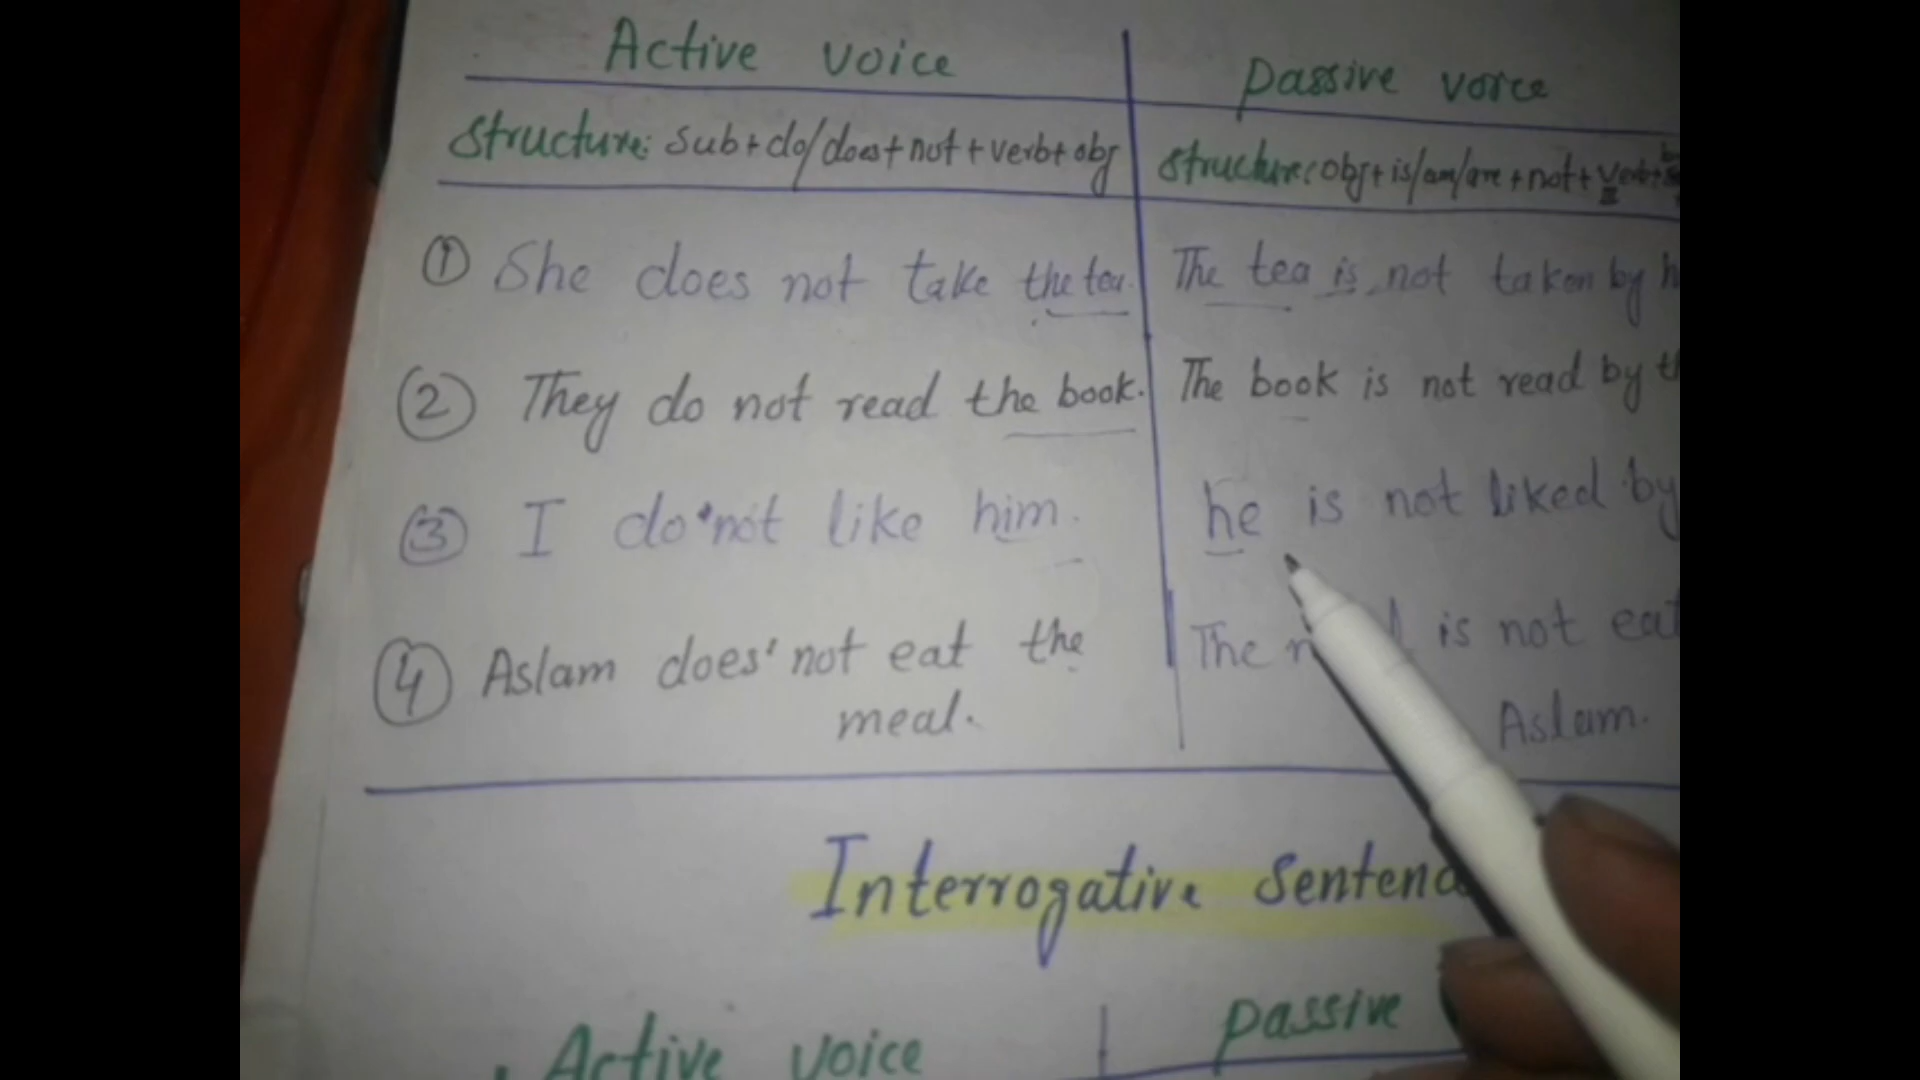 Active voice
passive voice
Structure: Sub+do/does+not+verb+obj
Structure: obj+is/am/are+not+verb+
① She does not take the tea.
The tea is not taken by
② They do not read the book.
The book is not read by
③ I do not like him.
he is not liked by
④ Aslam does not eat the
meal.
The is not
Aslam.
Interrogative
Active voice
passive